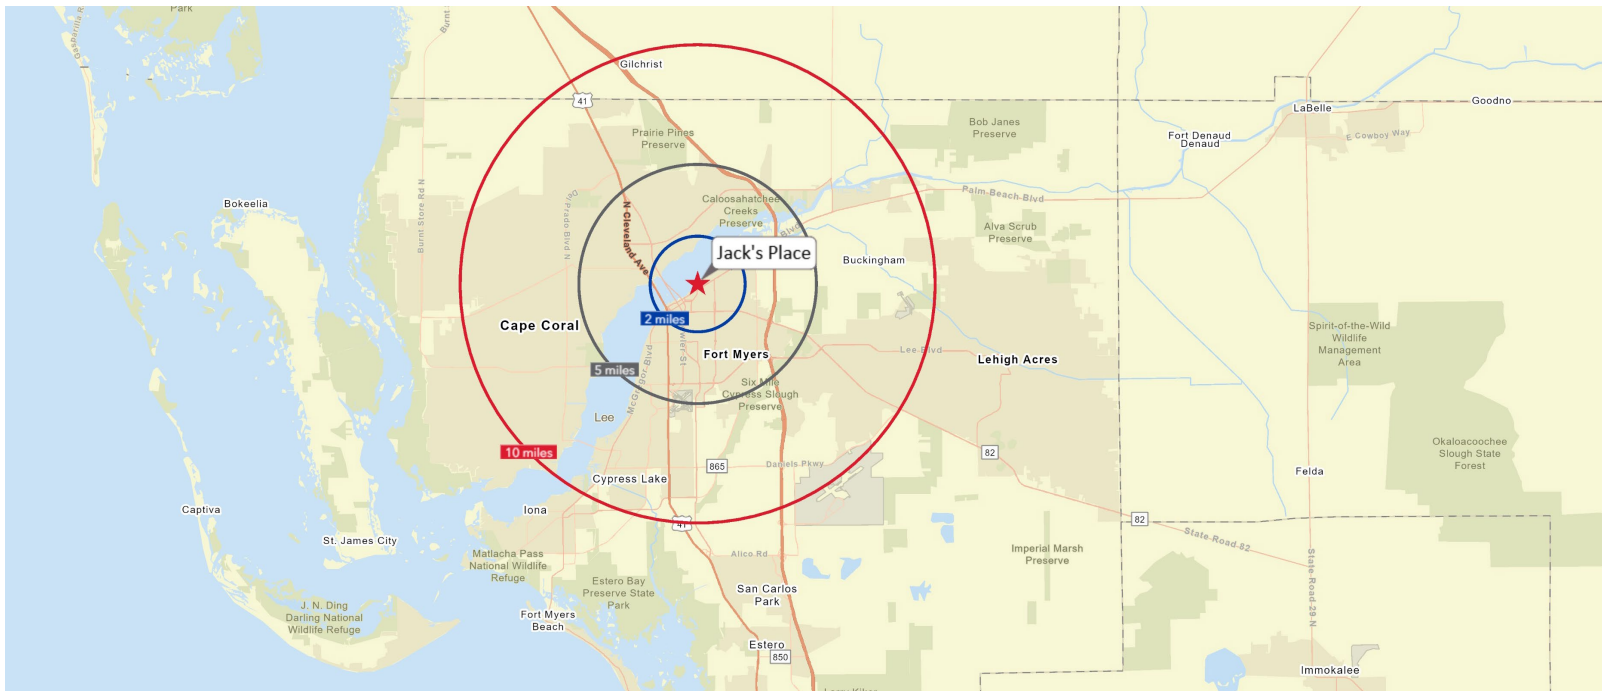 Park
Gasparilla Rd
Burnt
Gilchrist
41
LaBelle
Goodno
Bob Janes
Preserve
Prairie Pines
Preserve
Fort Denaud
Denaud
E Cowboy Way
Burnt Store Rd N
Del Prado Blvd N
N Cleveland Ave
Caloosahatchee
Creeks
Preserve
Palm Beach Blvd
Bokeelia
Alva Scrub
Preserve
Blvd
Jack's Place
Buckingham
2 miles
Cape Coral
Fort Myers
Lee Blvd
Lehigh Acres
Spirit-of-the-Wild
Wildlife
Management
Area
5 miles
McGregor Blvd
Six Mile
Cypress Slough
Preserve
Lee
10 miles
82
Okaloacoochee
Slough State
Forest
865
Daniels Pkwy
Cypress Lake
Felda
Captiva
Iona
41
82
State Road 82
St. James City
Matlacha Pass
National Wildlife
Refuge
Alico Rd
Imperial Marsh
Preserve
State Road 29 N
Estero Bay
Preserve State
Park
San Carlos
Park
J. N. Ding
Darling National
Wildlife Refuge
Fort Myers
Beach
Estero
850
Immokalee